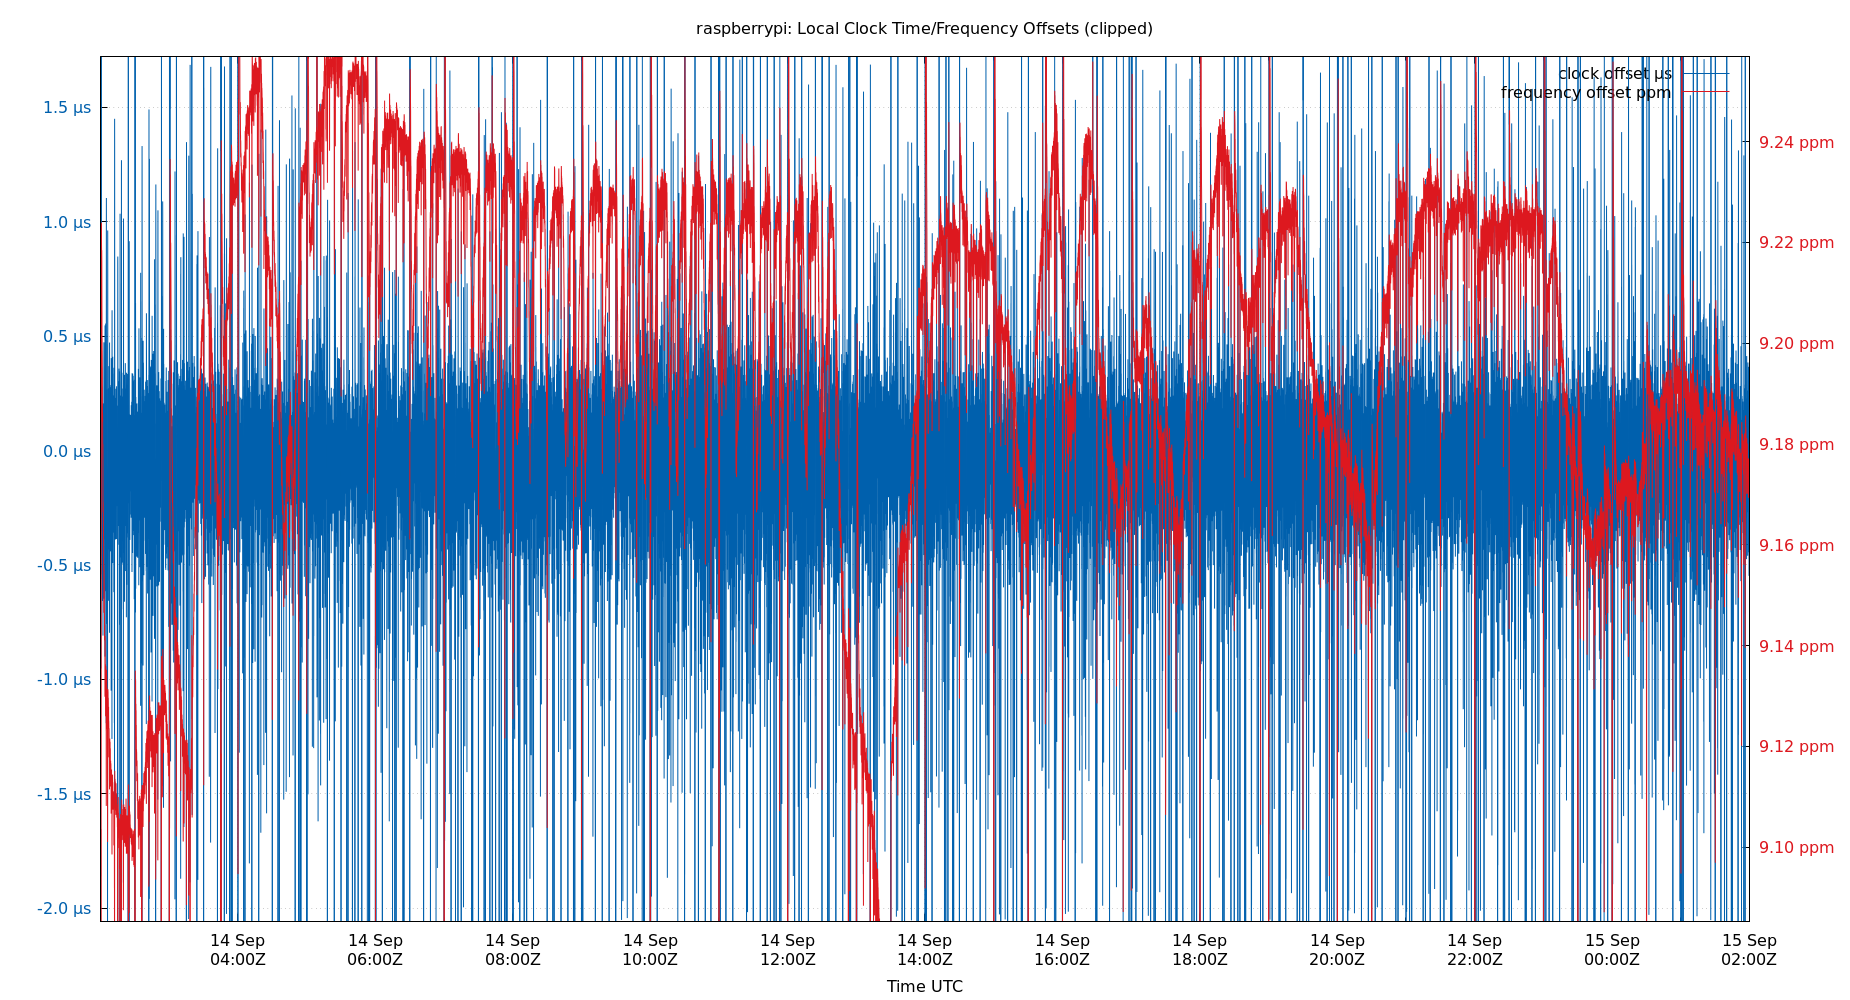 raspberrypi: Local Clock Time/Frequency Offsets (clipped)
clock offset µs
frequency offset ppm
1.5 µs
1.0 µs
0.5 µs
0.0 µs
-0.5 µs
-1.0 µs
-1.5 µs
-2.0 µs
9.24 ppm
9.22 ppm
9.20 ppm
9.18 ppm
9.16 ppm
9.14 ppm
9.12 ppm
9.10 ppm
14 Sep 14 Sep 14 Sep 14 Sep 14 Sep 14 Sep 14 Sep 14 Sep 14 Sep 14 Sep 15 Sep 15 Sep
04:00Z 06:00Z 08:00Z 10:00Z 12:00Z 14:00Z 16:00Z 18:00Z 20:00Z 22:00Z 00:00Z 02:00Z
Time UTC